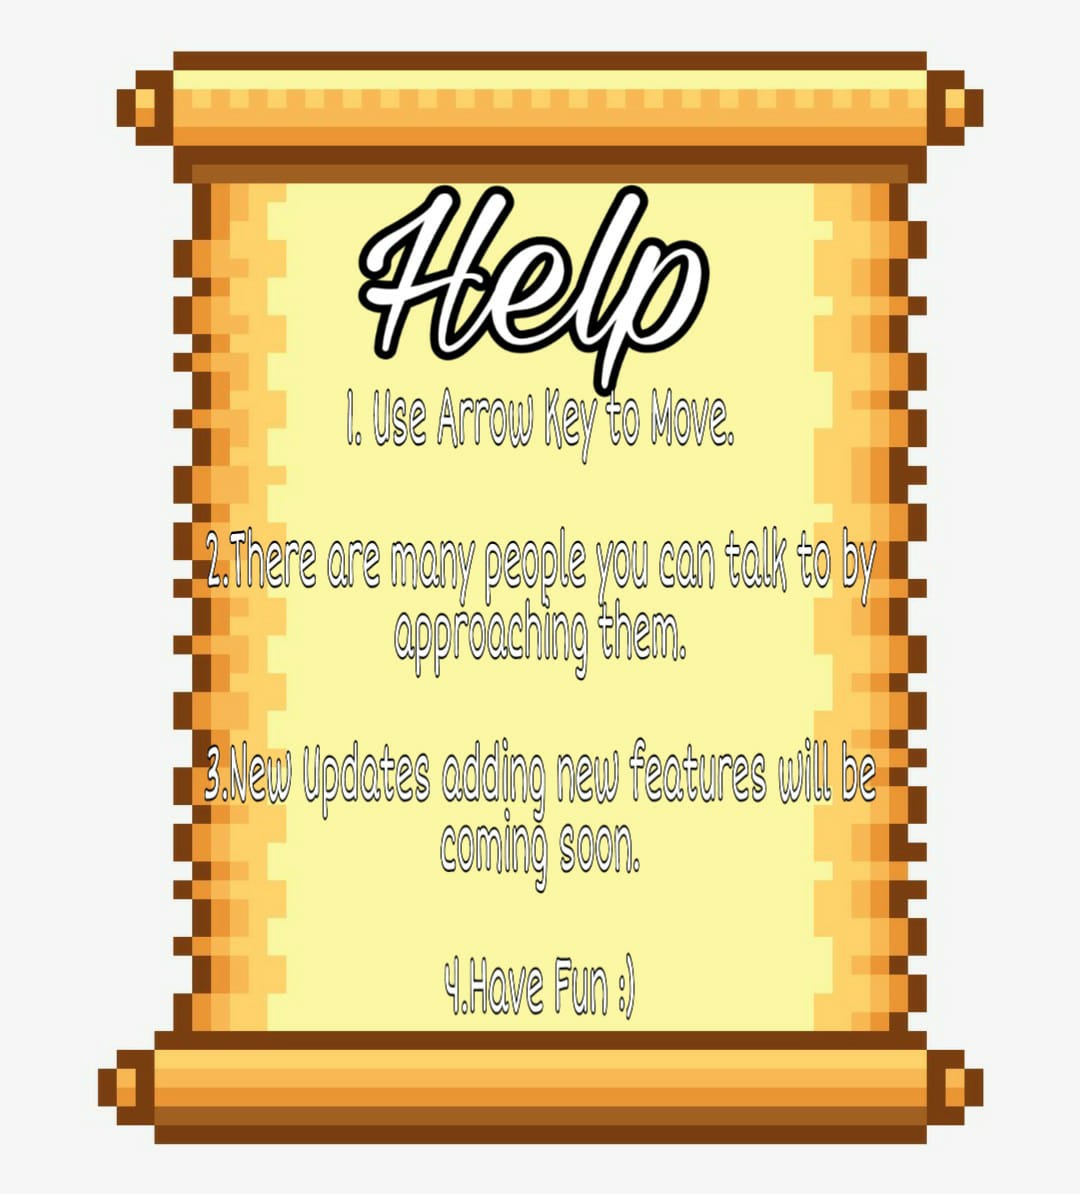 Help
1. Use Arrow Key to Move.
2.There are many people you can talk to by
approaching them.
3.New Updates adding new features will be
coming soon.
4.Have Fun :)